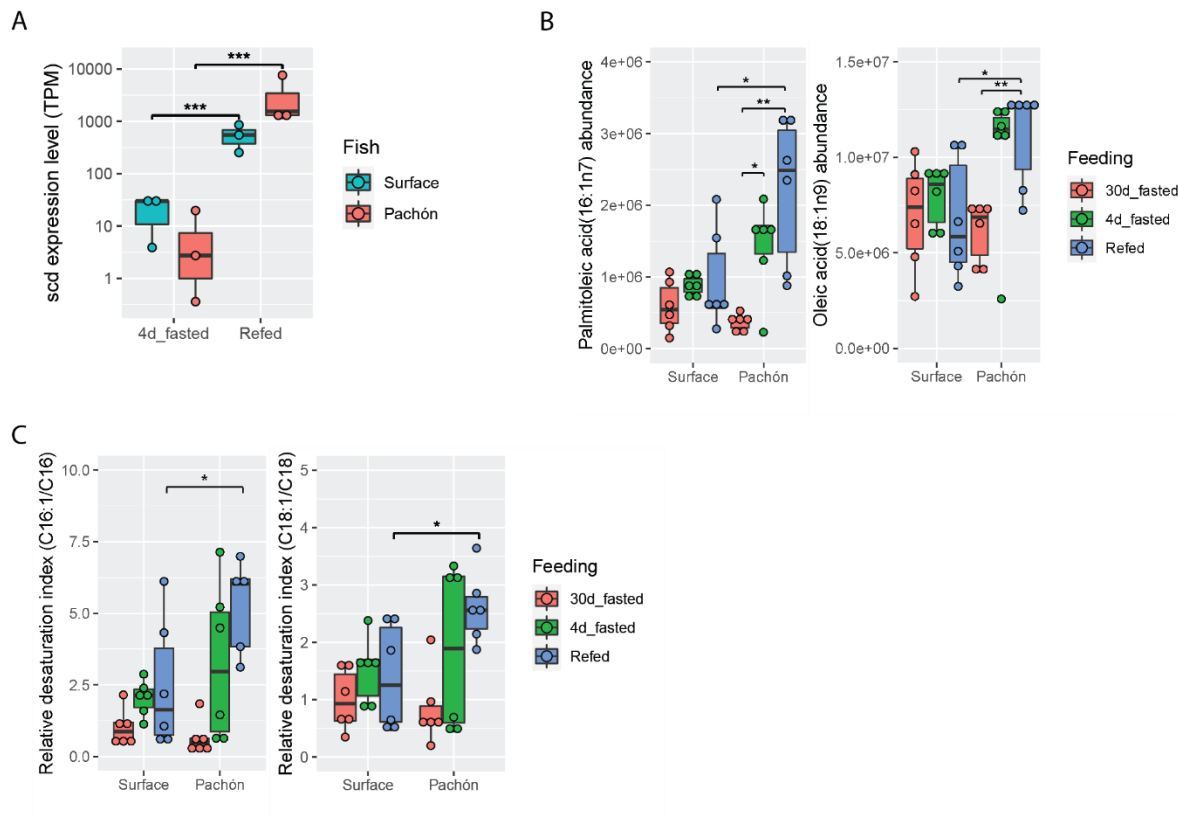 A
scd expression level (TPM)
10000
1000
100
10
1
***
***
4d_fasted
Refed
Fish
Surface
Pachón
B
Palmitoleic acid(16:1n7) abundance
4e+06
3e+06
2e+06
1e+06
0e+00
*
**
*
Surface
Pachón
Oleic acid(18:1n9) abundance
1.5e+07
1.0e+07
5.0e+06
0.0e+00
*
**
Surface
Pachón
Feeding
30d_fasted
4d_fasted
Refed
C
Relative desaturation index (C16:1/C16)
10.0
7.5
5.0
2.5
0.0
*
Surface
Pachón
Relative desaturation index (C18:1/C18)
5
4
3
2
1
0
*
Surface
Pachón
Feeding
30d_fasted
4d_fasted
Refed